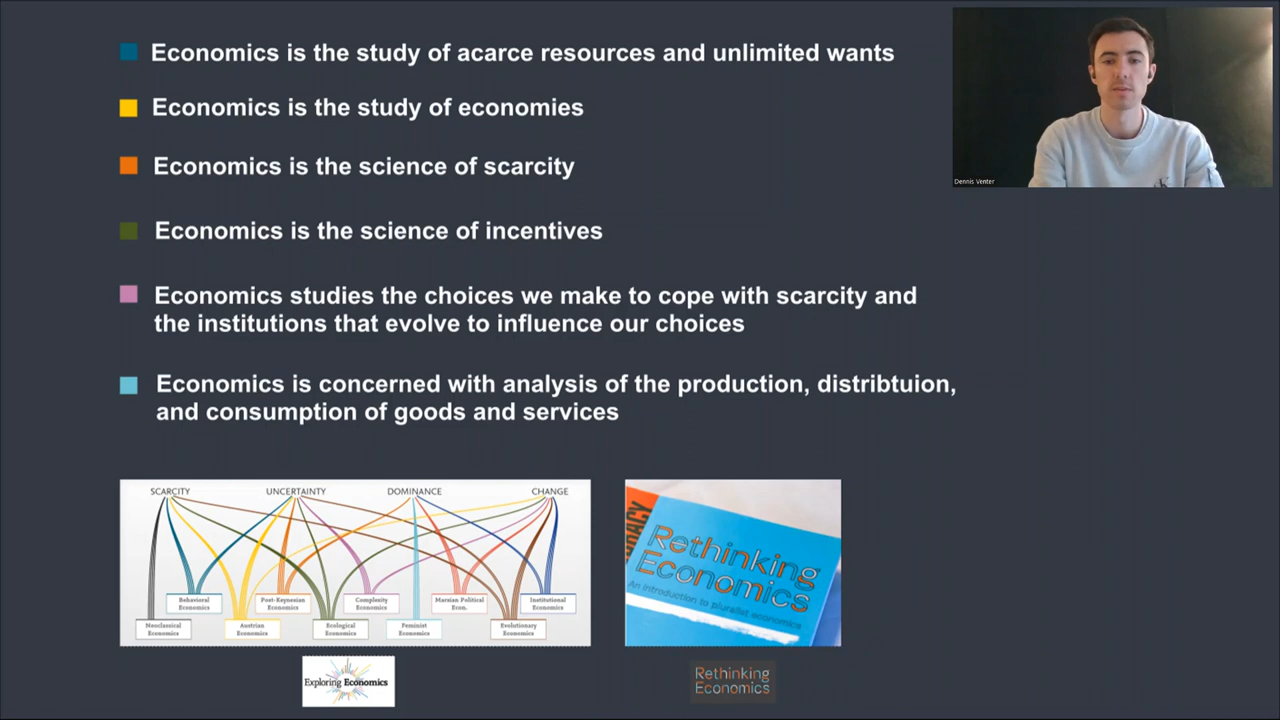 Economics is the study of acarce resources and unlimited wants
Economics is the study of economies
Economics is the science of scarcity
Economics is the science of incentives
Economics studies the choices we make to cope with scarcity and
the institutions that evolve to influence our choices
Economics is concerned with analysis of the production, distribtuion,
and consumption of goods and services
Dennis Venter
SCARCITY UNCERTAINTY DOMINANCE CHANGE
Behavioral
Economics
Post-Keynesian
Economics
Complexity
Economics
Marxian Political
Econ.
Institutional
Economics
Neoclassical
Economics
Austrian
Economics
Ecological
Economics
Feminist
Economics
Evolutionary
Economics
Exploring Economics
Rethinking
Economics
An introduction to pluralist economics
Rethinking
Economics